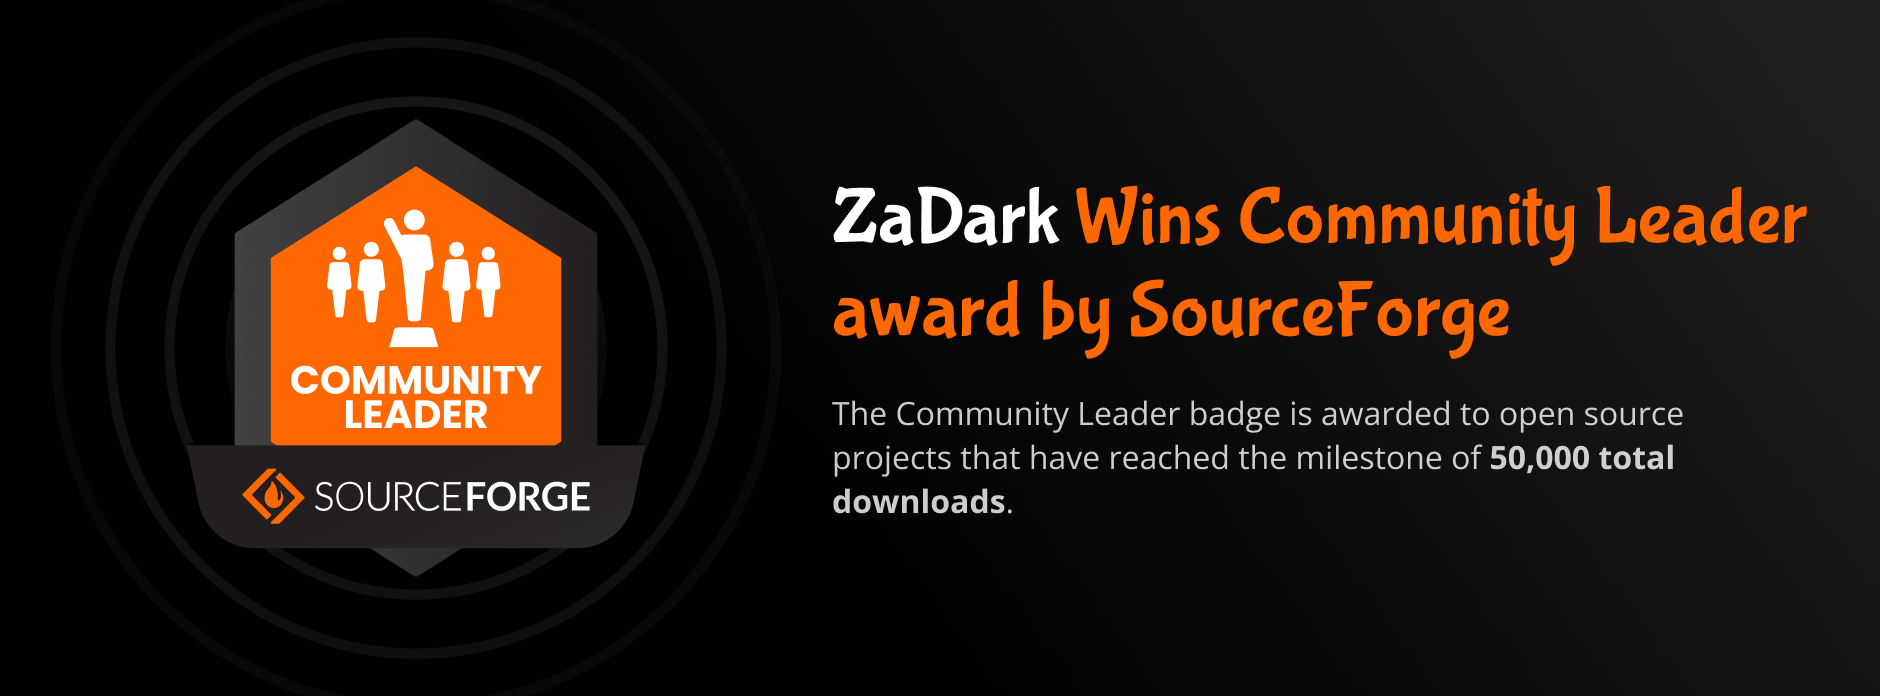 COMMUNITY
LEADER
SOURCEFORGE
ZaDark Wins Community Leader
award by SourceForge
The Community Leader badge is awarded to open source
projects that have reached the milestone of 50,000 total
downloads.